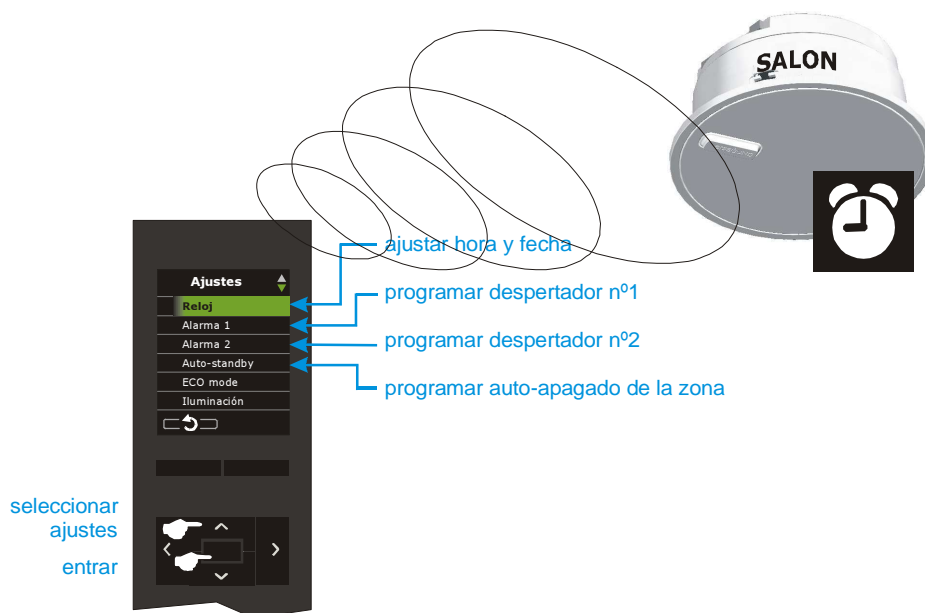 SALON
ajustar hora y fecha
Ajustes
programar despertador nº1
Reloj
Alarma 1
programar despertador nº2
Alarma 2
Auto-standby
programar auto-apagado de la zona
ECO mode
Iluminación
seleccionar
ajustes
entrar